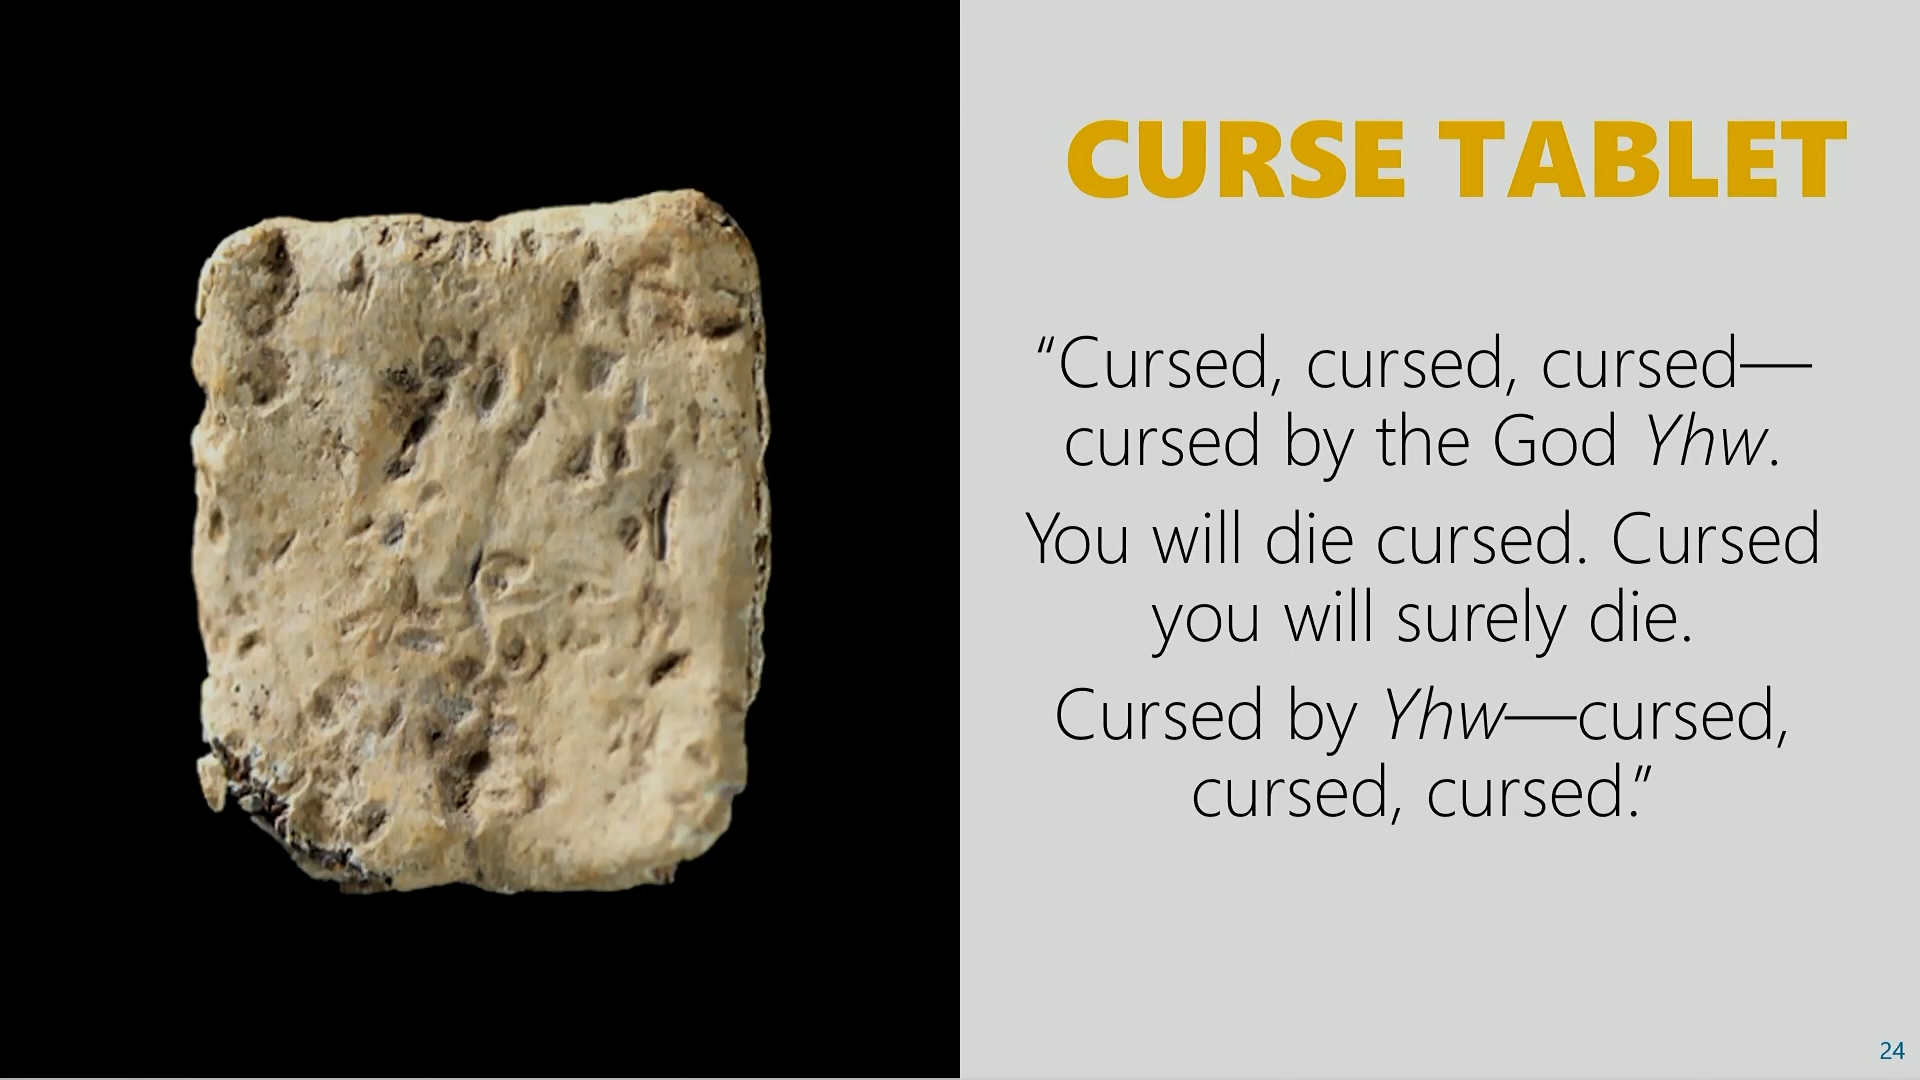 CURSE TABLET
“Cursed, cursed, cursed—
cursed by the God Yhw.
You will die cursed. Cursed
you will surely die.
Cursed by Yhw—cursed,
cursed, cursed.”
24